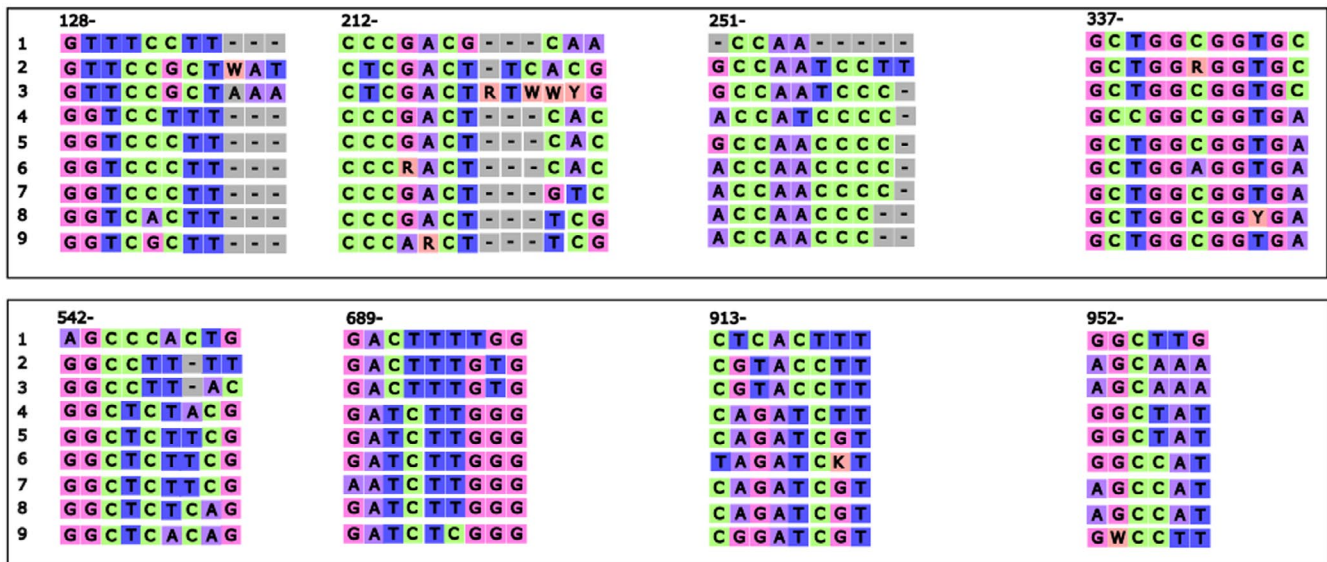 128- 212- 251- 337-
1 GTTTCCTT--- CCCGACG---CAA -CCAA----- GCTGGCGGTGC
2 GTTCCGCTWAT CTCGACT-TCACG GCCAATCCTT GCTGGRGGTGC
3 GTTCCGCTAAA CTCGACTRTWWYG GCCAATCCC- GCTGGCGGTGC
4 GGTCCTTT--- CCCGACT---CAC ACCATCCCC- GCCGGCGGTGA
5 GGTCCCTT--- CCCGACT---CAC GCCAACCCC- GCTGGCGGTGA
6 GGTCCCTT--- CCCRACT---CAC ACCAACCCC- GCTGGAGGTGA
7 GGTCCCTT--- CCCGACT---GTC ACCAACCCC- GCTGGCGGTGA
8 GGTCACTT--- CCCGACT---TCG ACCAACCC-- GCTGGCGGYGA
9 GGTCGCTT--- CCCARCT---TCG ACCAACCC-- GCTGGCGGTGA
542- 689- 913- 952-
1 AGCCCACTG GACTTTTGG CTCACTTT GGCTTG
2 GGCCTT-TT GACTTTGTG CGTACCTT AGCAAA
3 GGCCTT-AC GACTTTGTG CGTACCTT AGCAAA
4 GGCTCTACG GATCTTGGG CAGATCTT GGCTAT
5 GGCTCTTCG GATCTTGGG CAGATCGT GGCTAT
6 GGCTCTTCG GATCTTGGG TAGATCKT GGCCAT
7 GGCTCTTCG AATCTTGGG CAGATCGT AGCCAT
8 GGCTCTCAG GATCTTGGG CAGATCGT AGCCAT
9 GGCTCACAG GATCTCGGG CGGATCGT GWCCTT